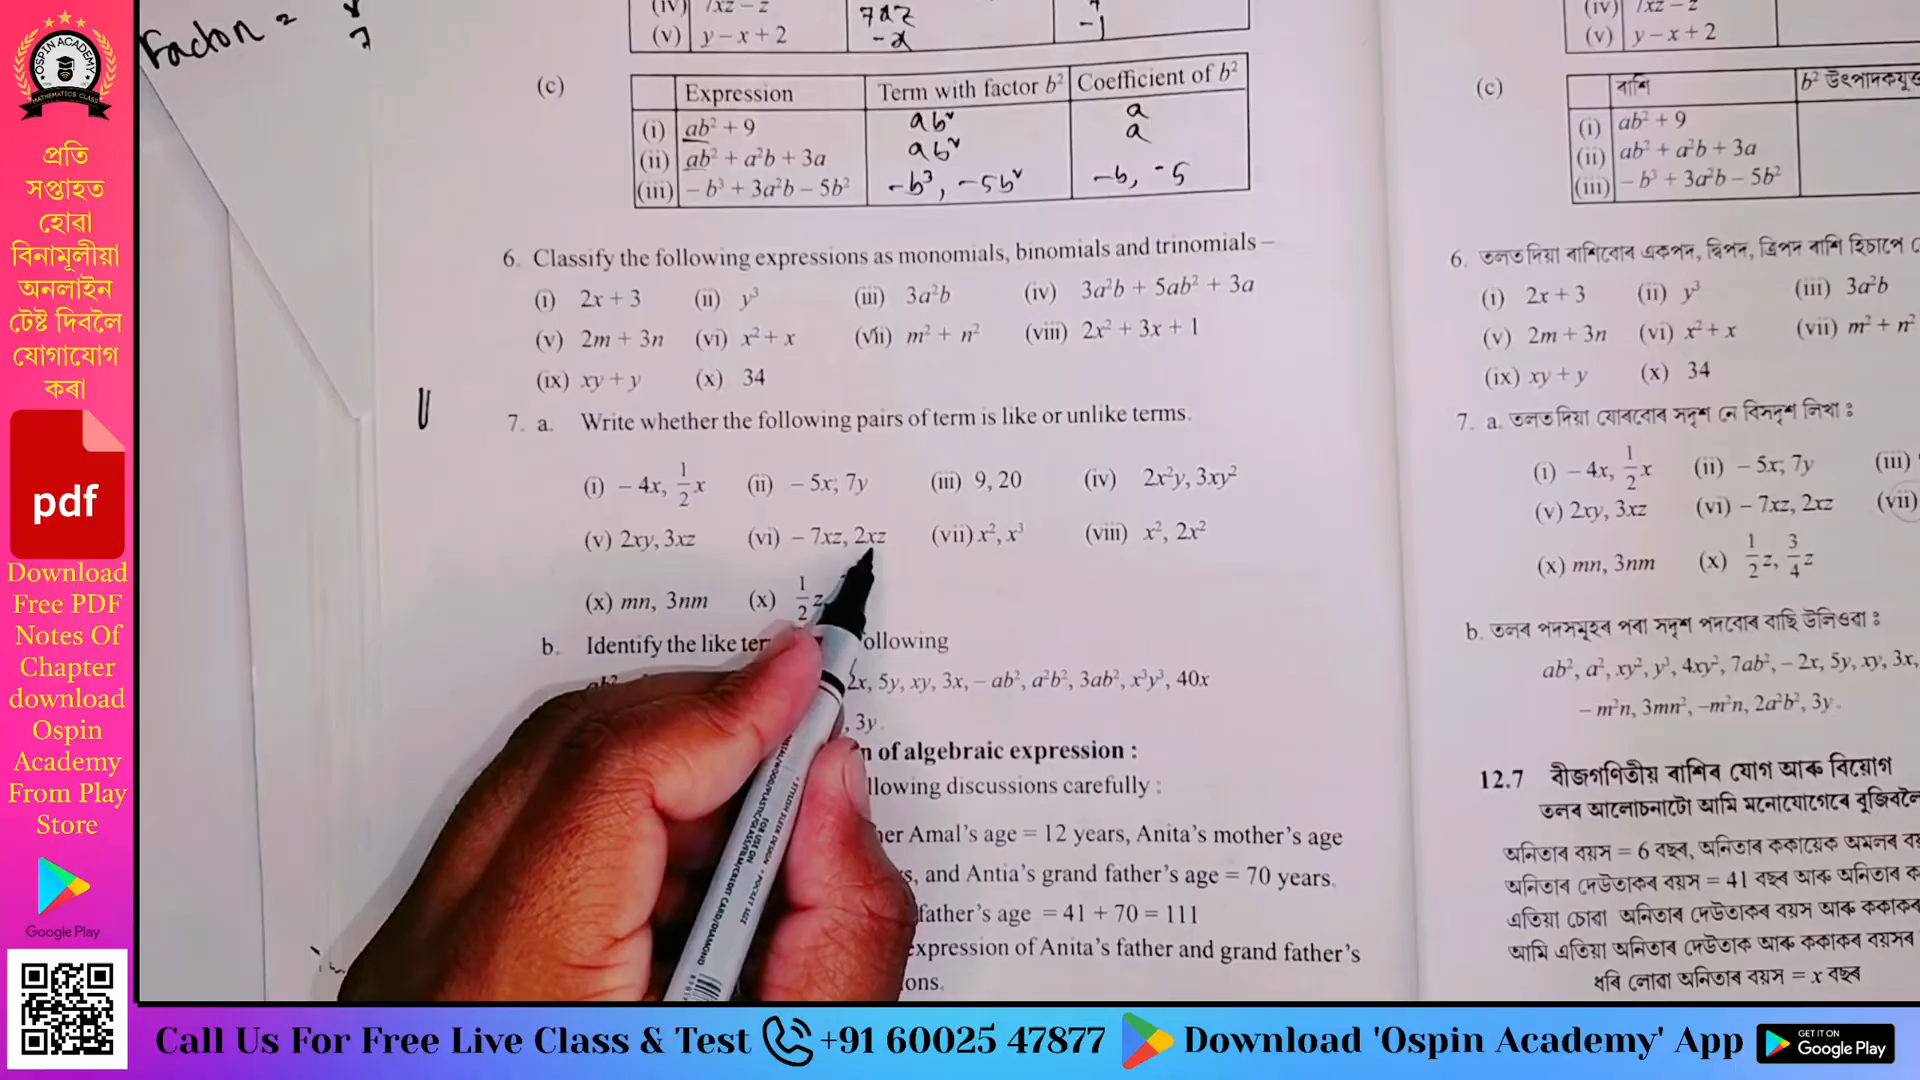 Factor =
7
OSPIN ACADEMY
MATHEMATICS CLASS
প্ৰতি
সপ্তাহত
হোৱা
বিনামূলীয়া
অনলাইন
টেষ্ট দিবলৈ
যোগাযোগ
কৰা
pdf
Download
Free PDF
Notes Of
Chapter
download
Ospin
Academy
From Play
Store
Google Play
(iv) 7xz – z 7xz 7
(v) y – x + 2 -x -1
(c) Expression Term with factor b² Coefficient of b²
(i) ab² + 9 ab² a
(ii) ab² + a²b + 3a ab² a
(iii) – b³ + 3a²b – 5b² -b³, -5b² -b, -5
6. Classify the following expressions as monomials, binomials and trinomials –
(i) 2x + 3 (ii) y³ (iii) 3a²b (iv) 3a²b + 5ab² + 3a
(v) 2m + 3n (vi) x² + x (vii) m² + n² (viii) 2x² + 3x + 1
(ix) xy + y (x) 34
7. a. Write whether the following pairs of term is like or unlike terms.
(i) – 4x, 1/2 x (ii) – 5x, 7y (iii) 9, 20 (iv) 2x²y, 3xy²
(v) 2xy, 3xz (vi) – 7xz, 2xz (vii) x², x³ (viii) x², 2x²
(x) mn, 3nm (x) 1/2 z
b. Identify the like ter ollowing
2x, 5y, xy, 3x, – ab², a²b², 3ab², x³y³, 40x
, 3y.
n of algebraic expression :
llowing discussions carefully :
her Amal's age = 12 years, Anita's mother's age
s, and Antia's grand father's age = 70 years.
father's age = 41 + 70 = 111
expression of Anita's father and grand father's
ons.
(iv) 7xz – z
(v) y – x + 2
(c) ৰাশি b² উৎপাদকযুক্ত
(i) ab² + 9
(ii) ab² + a²b + 3a
(iii) – b³ + 3a²b – 5b²
6. তলত দিয়া ৰাশিবোৰ একপদ, দ্বিপদ, ত্ৰিপদ ৰাশি হিচাপে
(i) 2x + 3 (ii) y³ (iii) 3a²b
(v) 2m + 3n (vi) x² + x (vii) m² + n²
(ix) xy + y (x) 34
7. a. তলত দিয়া যোৰবোৰ সদৃশ নে বিসদৃশ লিখা :
(i) – 4x, 1/2 x (ii) – 5x, 7y (iii)
(v) 2xy, 3xz (vi) – 7xz, 2xz (vii)
(x) mn, 3nm (x) 1/2 z, 3/4 z
b. তলৰ পদসমূহৰ পৰা সদৃশ পদবোৰ বাছি উলিওৱা :
ab², a², xy², y³, 4xy², 7ab², – 2x, 5y, xy, 3x,
– m²n, 3mn², –m²n, 2a²b², 3y.
12.7 বীজগণিতীয় ৰাশিৰ যোগ আৰু বিয়োগ
তলৰ আলোচনাটো আমি মনোযোগেৰে বুজিবলৈ
অনিতাৰ বয়স = 6 বছৰ, অনিতাৰ ককায়েক অমলৰ
অনিতাৰ দেউতাকৰ বয়স = 41 বছৰ আৰু অনিতাৰ
এতিয়া চোৱা অনিতাৰ দেউতাকৰ বয়স আৰু ককাকৰ
আমি এতিয়া অনিতাৰ দেউতাক আৰু ককাকৰ বয়সৰ
ধৰি লোৱা অনিতাৰ বয়স = x বছৰ
Call Us For Free Live Class & Test +91 60025 47877 Download 'Ospin Academy' App GET IT ON Google Play